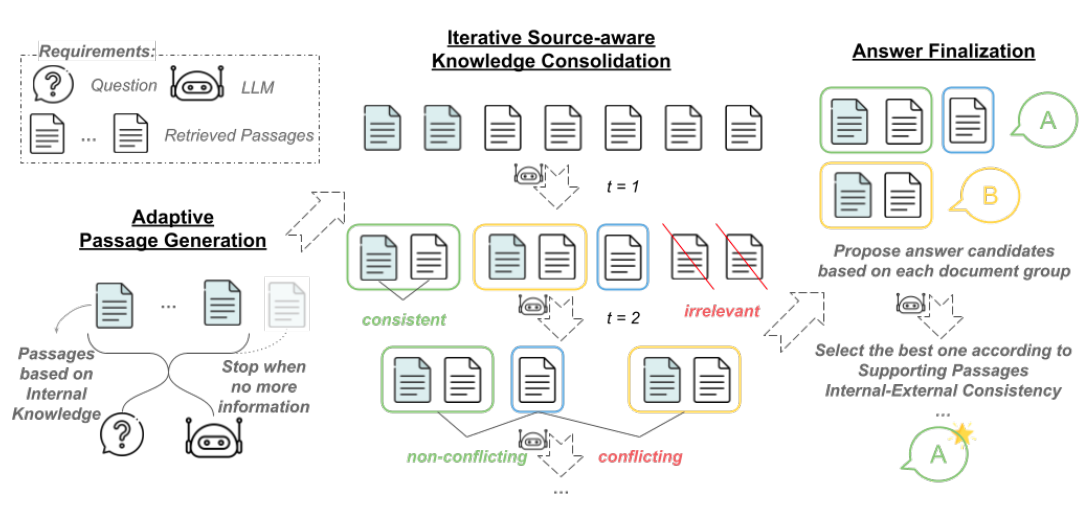 Requirements:
Question
LLM
...
Retrieved Passages
Adaptive
Passage Generation
...
Passages
based on
Internal
Knowledge
Stop when
no more
information
Iterative Source-aware
Knowledge Consolidation
t = 1
consistent
t = 2
irrelevant
non-conflicting
conflicting
...
Answer Finalization
A
B
Propose answer candidates
based on each document group
Select the best one according to
Supporting Passages
Internal-External Consistency
...
A